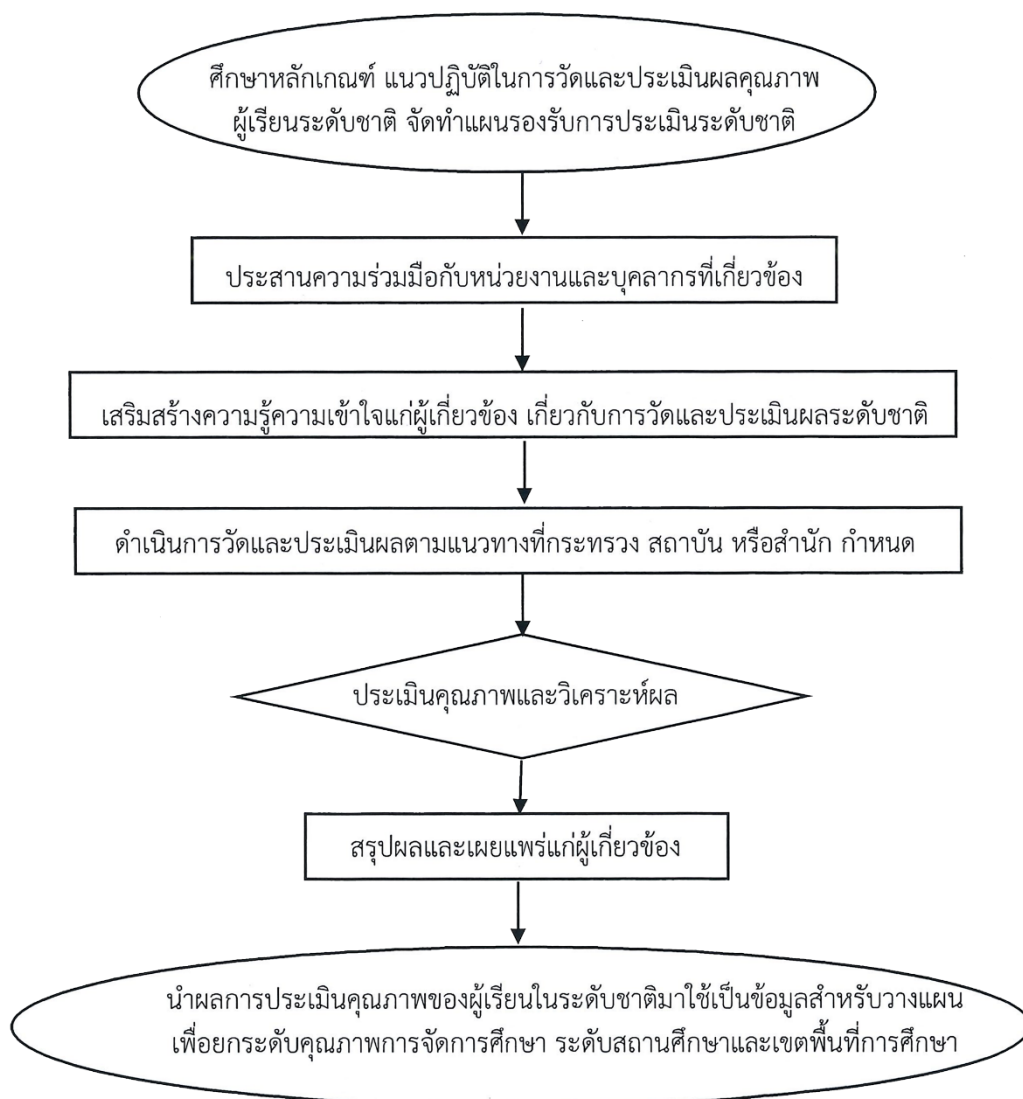 ศึกษาหลักเกณฑ์ แนวปฏิบัติในการวัดและประเมินผลคุณภาพ
ผู้เรียนระดับชาติ จัดทำแผนรองรับการประเมินระดับชาติ
ประสานความร่วมมือกับหน่วยงานและบุคลากรที่เกี่ยวข้อง
เสริมสร้างความรู้ความเข้าใจแก่ผู้เกี่ยวข้อง เกี่ยวกับการวัดและประเมินผลระดับชาติ
ดำเนินการวัดและประเมินผลตามแนวทางที่กระทรวง สถาบัน หรือสำนัก กำหนด
ประเมินคุณภาพและวิเคราะห์ผล
สรุปผลและเผยแพร่แก่ผู้เกี่ยวข้อง
นำผลการประเมินคุณภาพของผู้เรียนในระดับชาติมาใช้เป็นข้อมูลสำหรับวางแผน
เพื่อยกระดับคุณภาพการจัดการศึกษา ระดับสถานศึกษาและเขตพื้นที่การศึกษา